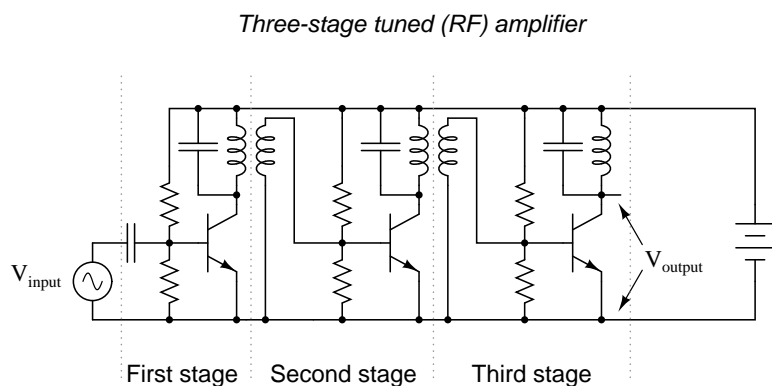 Three-stage tuned (RF) amplifier
Vinput
Voutput
First stage
Second stage
Third stage